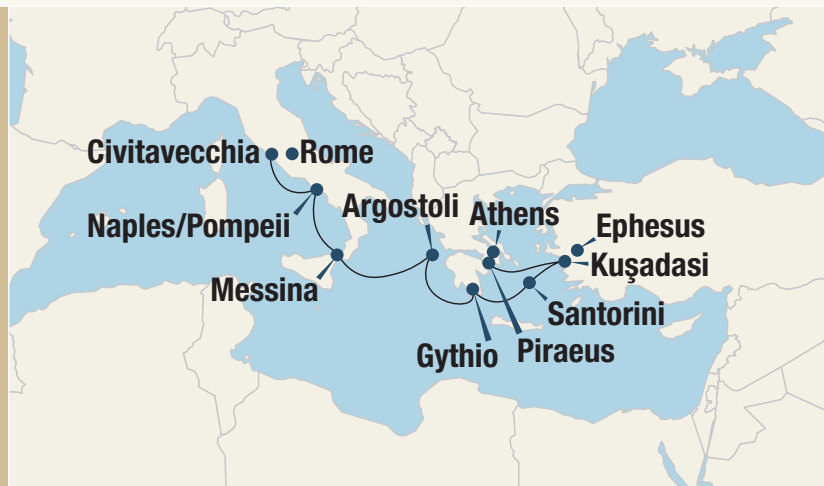 Civitavecchia
Rome
Naples/Pompeii
Argostoli
Athens
Ephesus
Kuşadasi
Messina
Santorini
Gythio
Piraeus